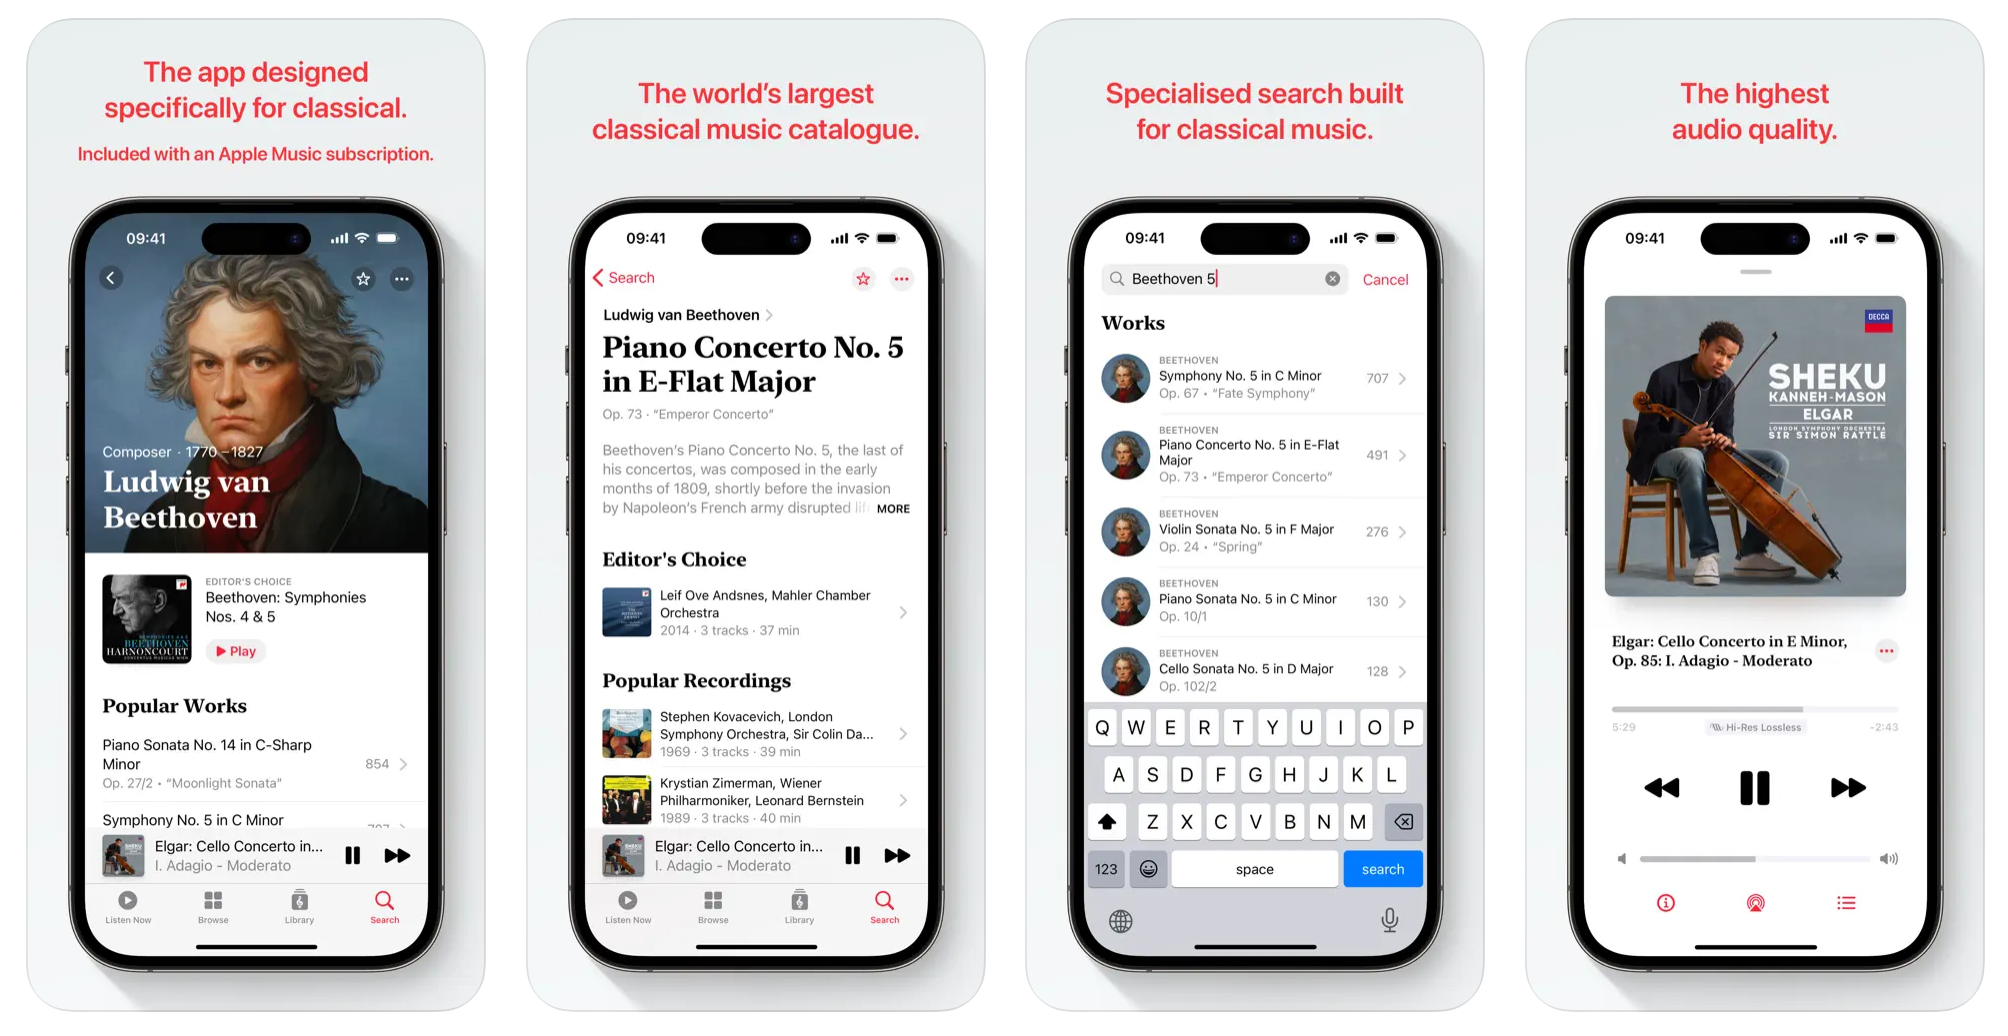 The app designed
specifically for classical.
Included with an Apple Music subscription.
09:41
Composer · 1770 – 1827
Ludwig van
Beethoven
BEETHOVEN
HARNONCOURT
CONCENTUS MUSICUS WIEN
EDITOR'S CHOICE
Beethoven: Symphonies
Nos. 4 & 5
Play
Popular Works
Piano Sonata No. 14 in C-Sharp
Minor
854
Op. 27/2 • “Moonlight Sonata”
Symphony No. 5 in C Minor
707
Elgar: Cello Concerto in...
I. Adagio - Moderato
Listen Now
Browse
Library
Search
The world’s largest
classical music catalogue.
09:41
Search
Ludwig van Beethoven
Piano Concerto No. 5
in E-Flat Major
Op. 73 · “Emperor Concerto”
Beethoven’s Piano Concerto No. 5, the last of
his concertos, was composed in the early
months of 1809, shortly before the invasion
by Napoleon’s French army disrupted
MORE
Editor's Choice
Leif Ove Andsnes, Mahler Chamber
Orchestra
2014 · 3 tracks · 37 min
Popular Recordings
Stephen Kovacevich, London
Symphony Orchestra, Sir Colin Da...
1969 · 3 tracks · 39 min
Krystian Zimerman, Wiener
Philharmoniker, Leonard Bernstein
1989 · 3 tracks · 40 min
Elgar: Cello Concerto in...
I. Adagio - Moderato
Listen Now
Browse
Library
Search
Specialised search built
for classical music.
09:41
Beethoven 5
Cancel
Works
BEETHOVEN
Symphony No. 5 in C Minor
707
Op. 67 • “Fate Symphony”
BEETHOVEN
Piano Concerto No. 5 in E-Flat
Major
491
Op. 73 • “Emperor Concerto”
BEETHOVEN
Violin Sonata No. 5 in F Major
276
Op. 24 • “Spring”
BEETHOVEN
Piano Sonata No. 5 in C Minor
130
Op. 10/1
BEETHOVEN
Cello Sonata No. 5 in D Major
128
Op. 102/2
Q W E R T Y U I O P
A S D F G H J K L
Z X C V B N M
123 space search
The highest
audio quality.
09:41
DECCA
SHEKU
KANNEH-MASON
ELGAR
LONDON SYMPHONY ORCHESTRA
SIR SIMON RATTLE
Elgar: Cello Concerto in E Minor,
Op. 85: I. Adagio - Moderato
5:29
Hi-Res Lossless
-2:43